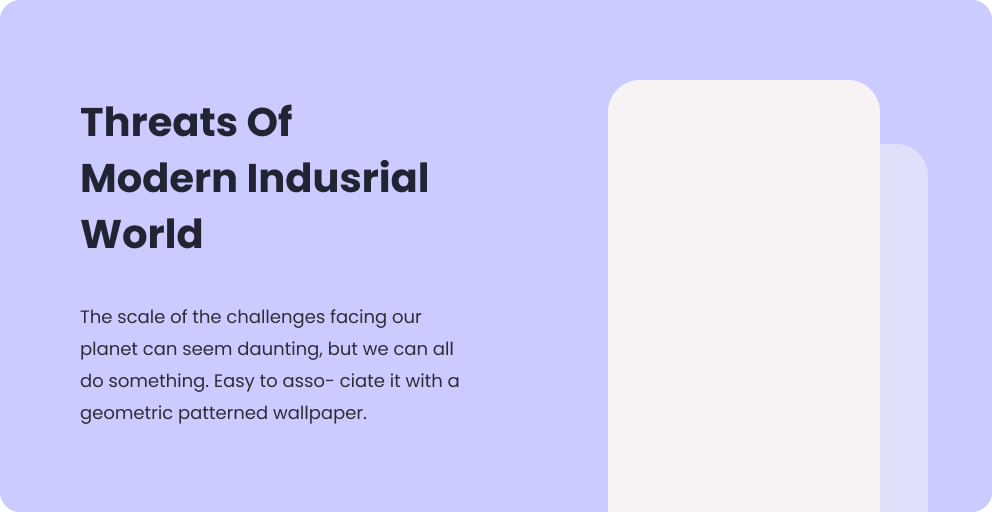 Threats Of
Modern Indusrial
World
The scale of the challenges facing our
planet can seem daunting, but we can all
do something. Easy to asso- ciate it with a
geometric patterned wallpaper.